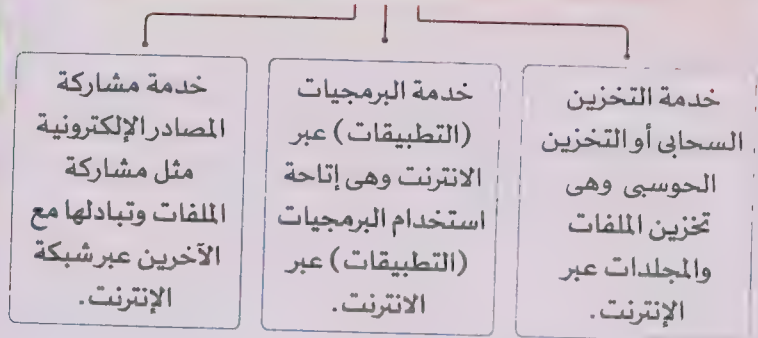 خدمة التخزين
السحابى أو التخزين
الحوسبى وهى
تخزين الملفات
والمجلدات عبر
الإنترنت.
خدمة البرمجيات
(التطبيقات) عبر
الانترنت وهى إتاحة
استخدام البرمجيات
(التطبيقات) عبر
الانترنت.
خدمة مشاركة
المصادر الإلكترونية
مثل مشاركة
الملفات وتبادلها مع
الآخرين عبر شبكة
الإنترنت.